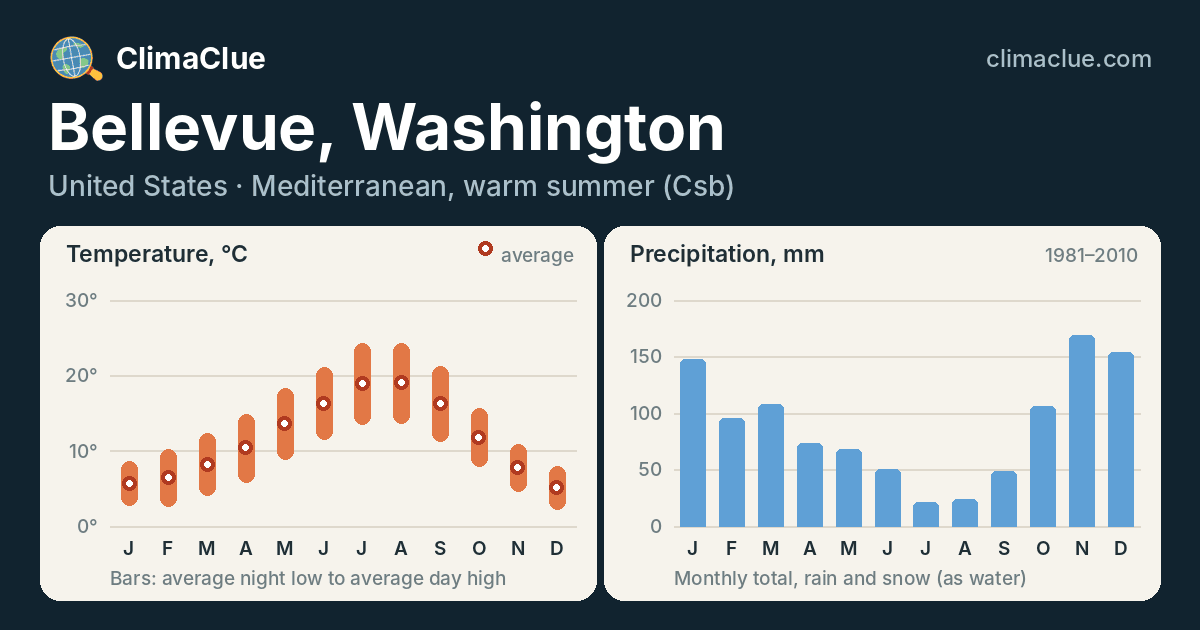 ClimaClue
climaclue.com
Bellevue, Washington
United States · Mediterranean, warm summer (Csb)
Temperature, °C
average
30°
20°
10°
0°
J F M A M J J A S O N D
Bars: average night low to average day high
Precipitation, mm
1981–2010
200
150
100
50
0
J F M A M J J A S O N D
Monthly total, rain and snow (as water)